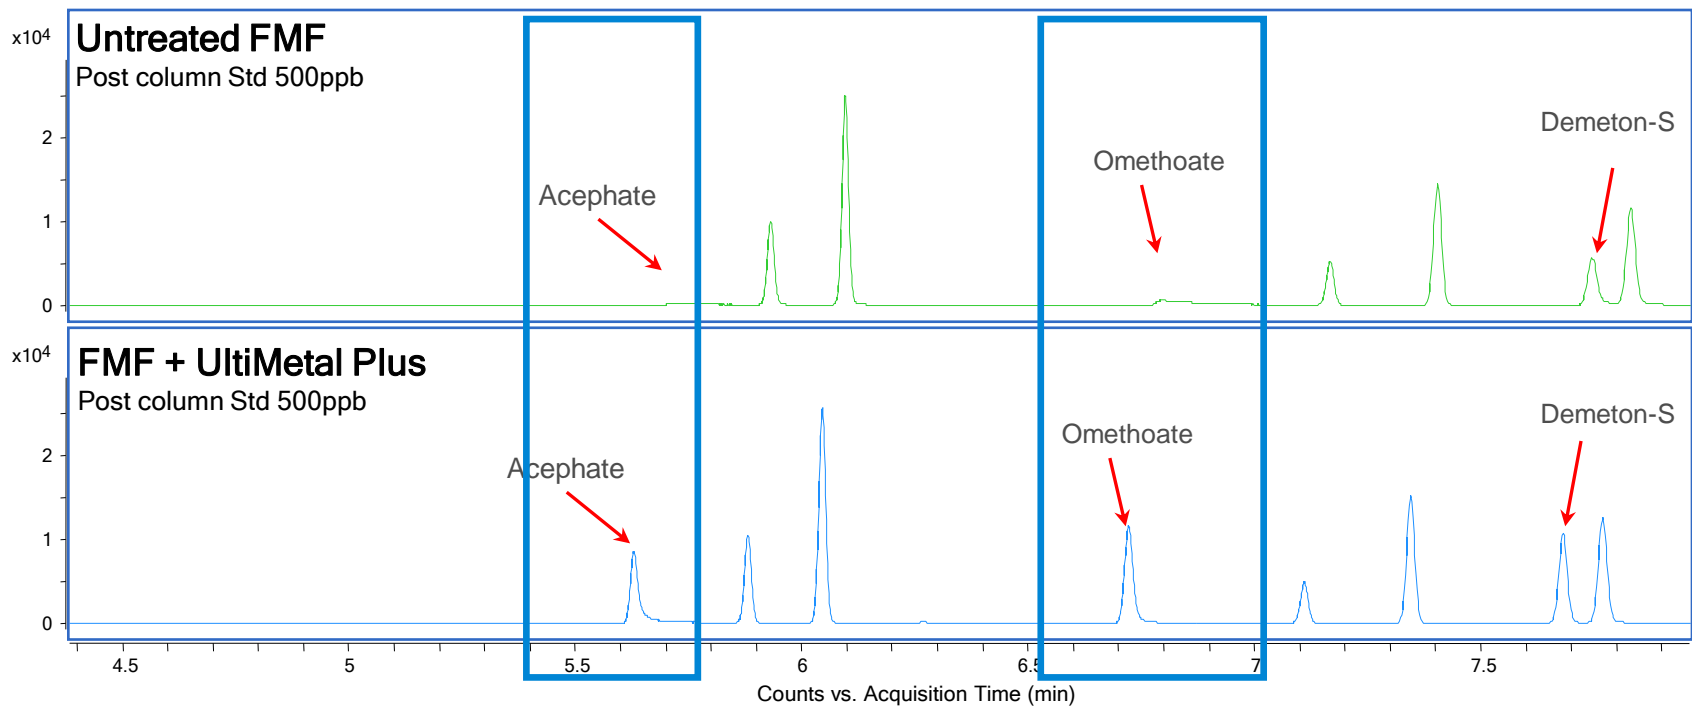 x10⁴
Untreated FMF
Post column Std 500ppb
Demeton-S
2
Omethoate
Acephate
1
0
x10⁴
FMF + UltiMetal Plus
Post column Std 500ppb
Demeton-S
Omethoate
2
Acephate
1
0
4.5 5 5.5 6 6.5 7 7.5
Counts vs. Acquisition Time (min)